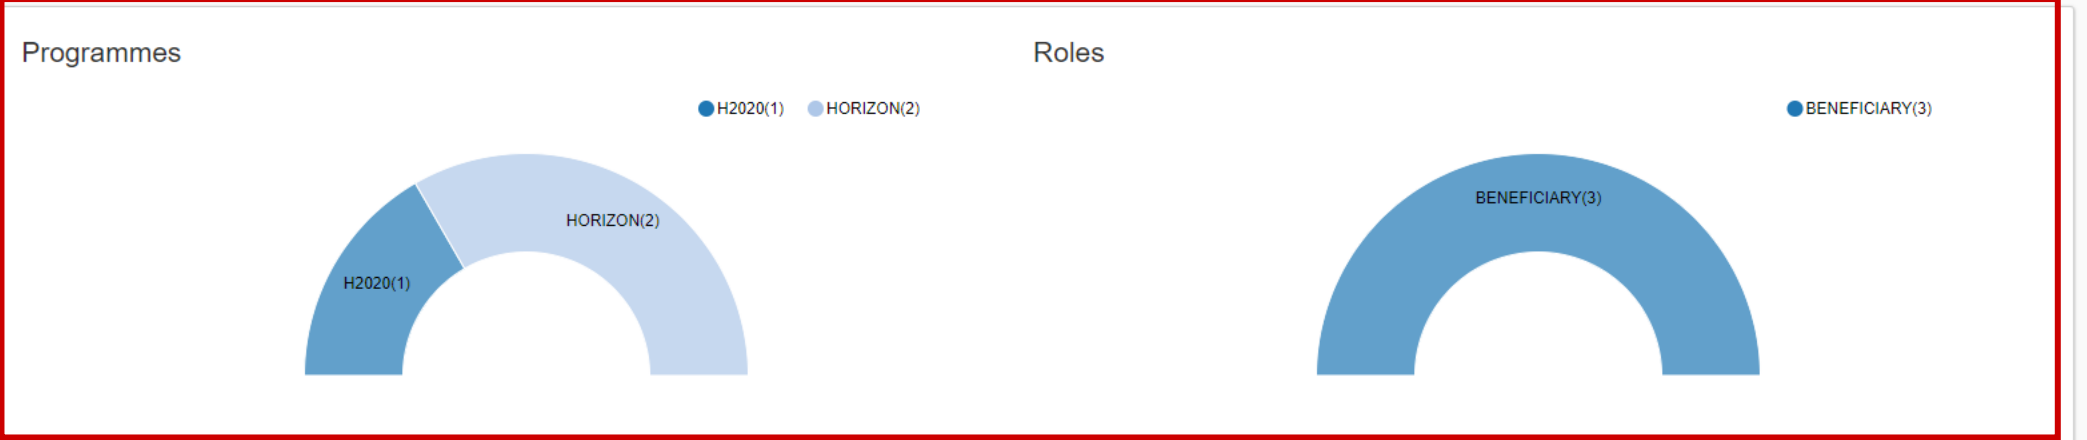 Programmes
H2020(1) HORIZON(2)
HORIZON(2)
H2020(1)
Roles
BENEFICIARY(3)
BENEFICIARY(3)